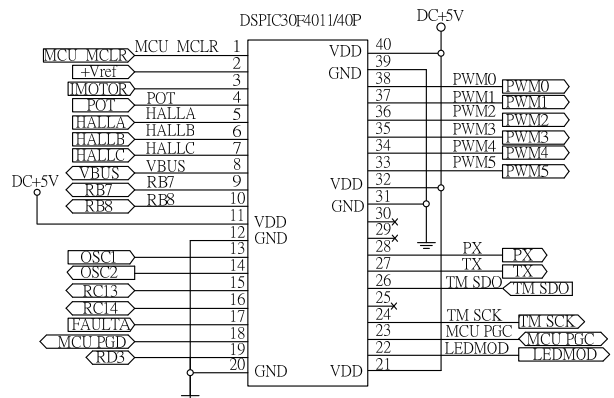 DSPIC30F4011/40P
DC+5V
MCU MCLR MCU MCLR 1
+Vref 2
IMOTOR 3
POT POT 4
HALLA HALLA 5
HALLB HALLB 6
HALLC HALLC 7
VBUS VBUS 8
RB7 RB7 9
RB8 RB8 10
DC+5V
11 VDD
12 GND
OSC1 13
OSC2 14
RC13 15
RC14 16
FAULTA 17
MCU PGD 18
RD3 19
20 GND
VDD 40
GND 39
38 PWM0 PWM0
37 PWM1 PWM1
36 PWM2 PWM2
35 PWM3 PWM3
34 PWM4 PWM4
33 PWM5 PWM5
VDD 32
GND 31
30
29
28 PX PX
27 TX TX
26 TM SDO TM SDO
25
24 TM SCK TM SCK
23 MCU PGC MCU PGC
22 LEDMOD LEDMOD
VDD 21